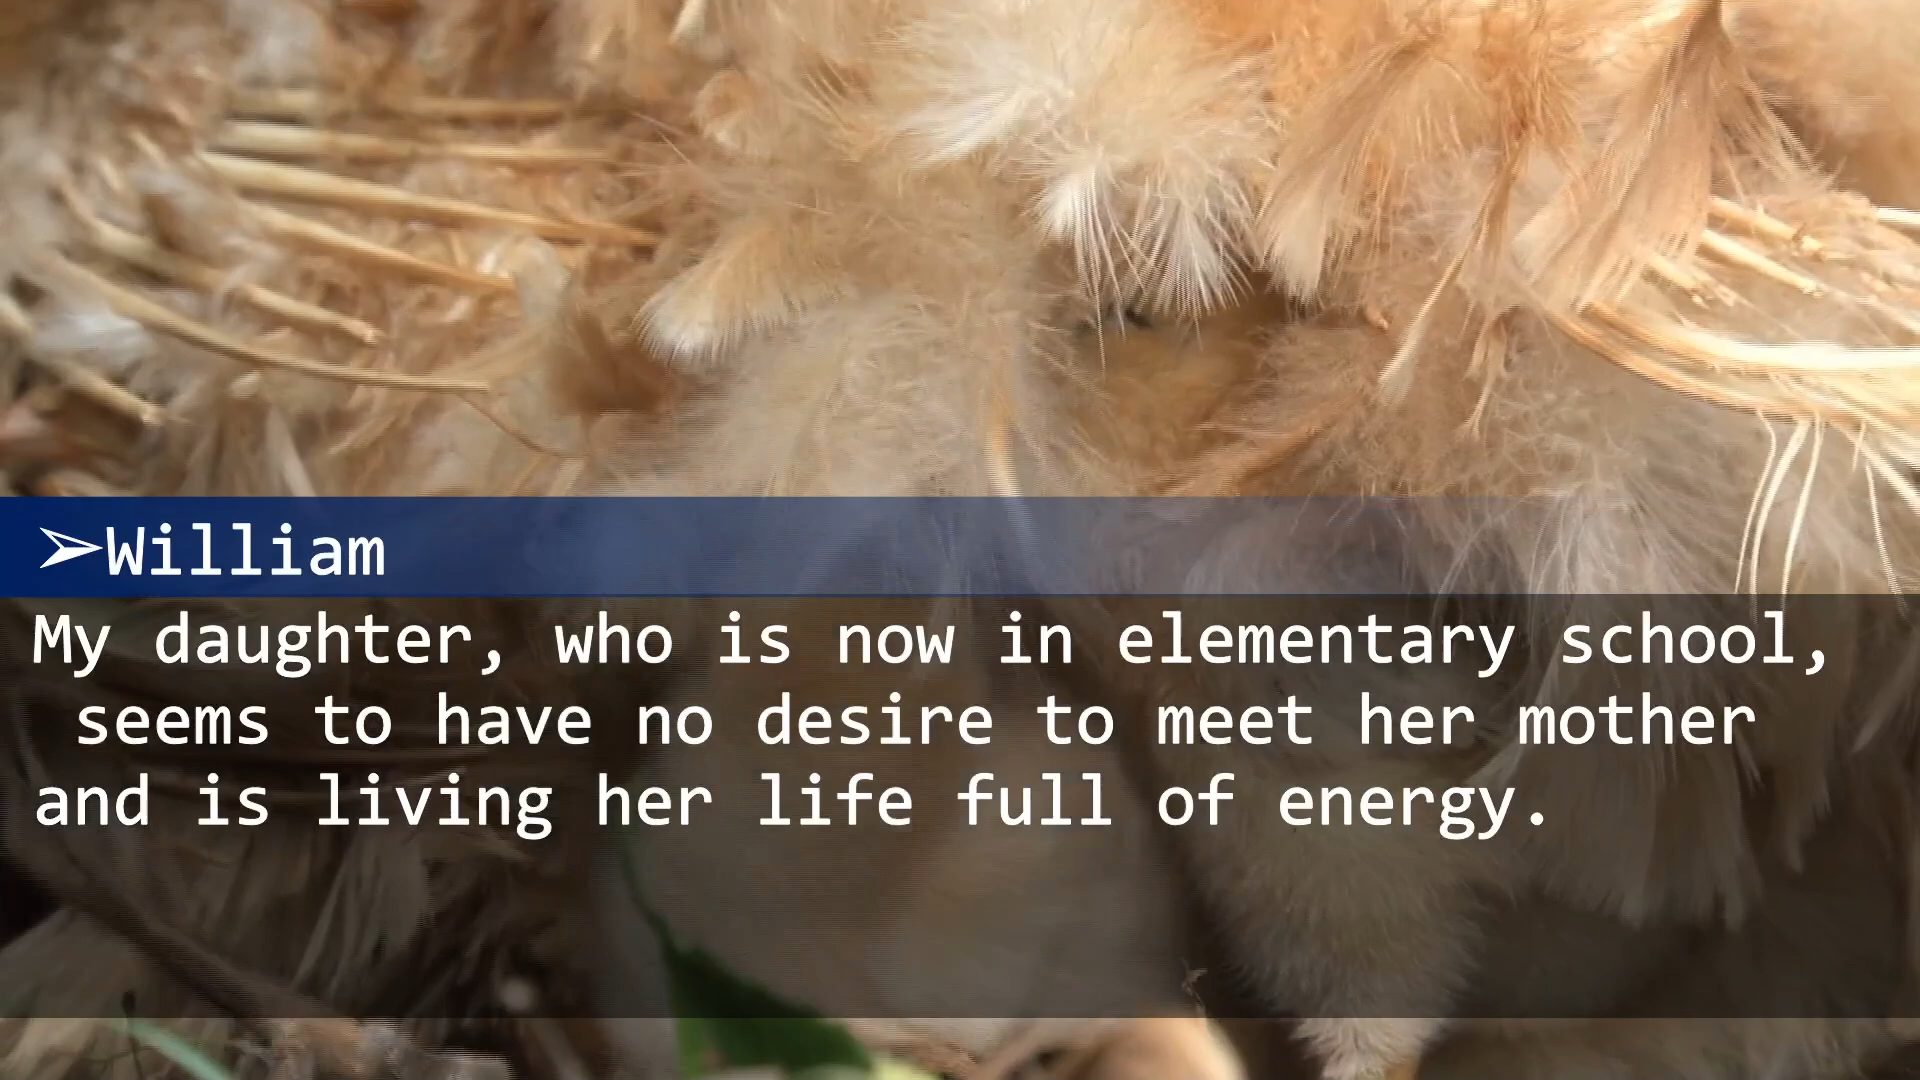 ➢William
My daughter, who is now in elementary school,
seems to have no desire to meet her mother
and is living her life full of energy.